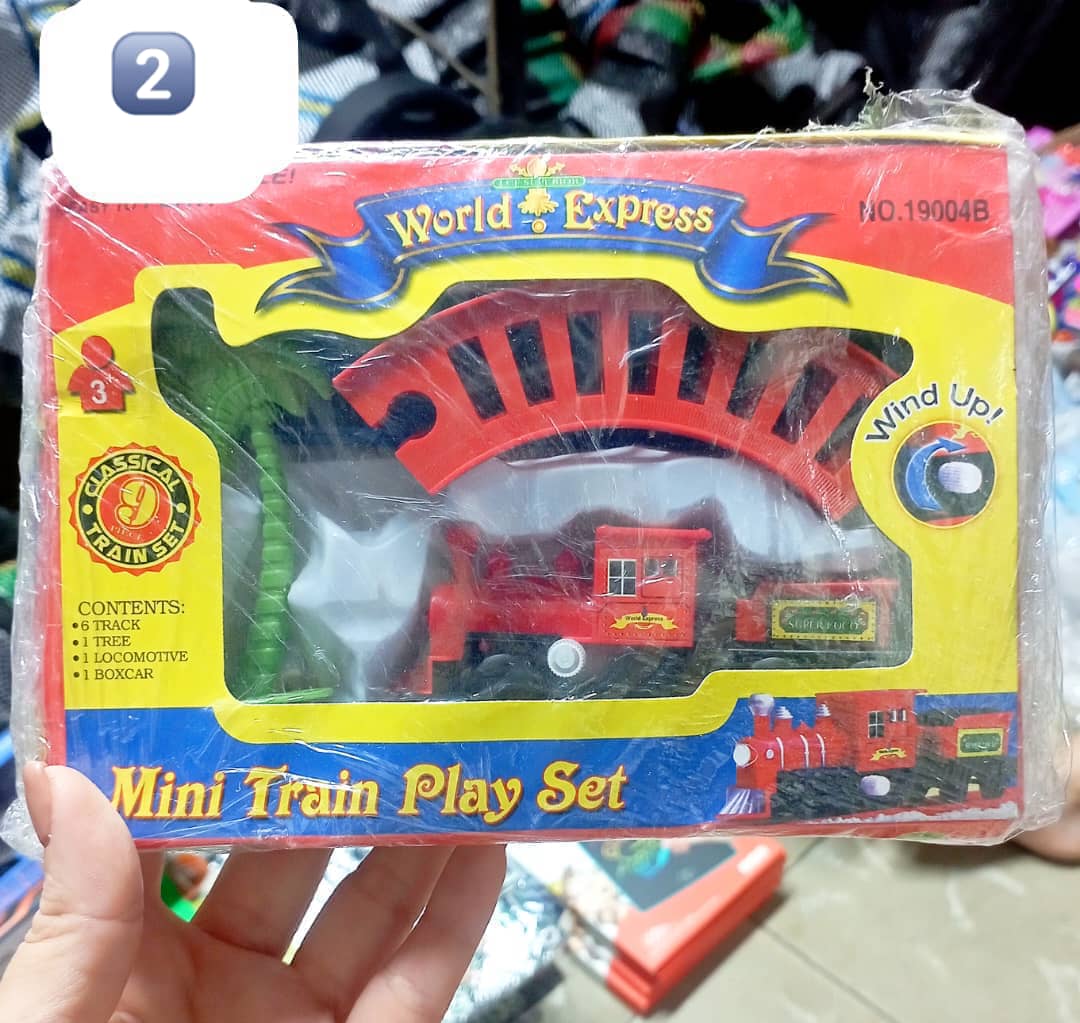 2
World Express
NO.19004B
3
Wind Up!
CLASSICAL
9
PIECE
TRAIN SET
CONTENTS:
• 6 TRACK
• 1 TREE
• 1 LOCOMOTIVE
• 1 BOXCAR
World Express
Mini Train Play Set